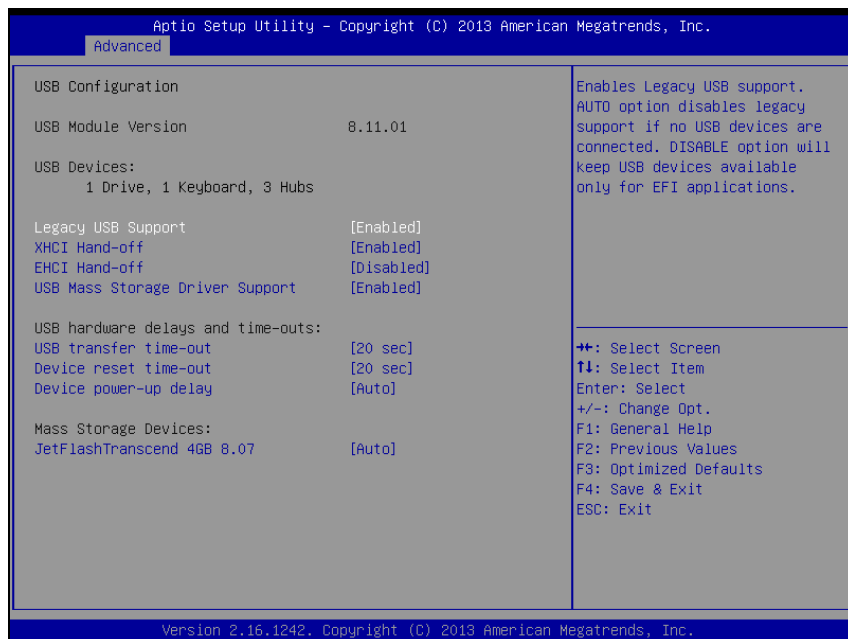 Aptio Setup Utility – Copyright (C) 2013 American Megatrends, Inc.
Advanced
USB Configuration
USB Module Version 8.11.01
USB Devices:
1 Drive, 1 Keyboard, 3 Hubs
Legacy USB Support [Enabled]
XHCI Hand-off [Enabled]
EHCI Hand-off [Disabled]
USB Mass Storage Driver Support [Enabled]
USB hardware delays and time-outs:
USB transfer time-out [20 sec]
Device reset time-out [20 sec]
Device power-up delay [Auto]
Mass Storage Devices:
JetFlashTranscend 4GB 8.07 [Auto]
Enables Legacy USB support.
AUTO option disables legacy
support if no USB devices are
connected. DISABLE option will
keep USB devices available
only for EFI applications.
→←: Select Screen
↑↓: Select Item
Enter: Select
+/-: Change Opt.
F1: General Help
F2: Previous Values
F3: Optimized Defaults
F4: Save & Exit
ESC: Exit
Version 2.16.1242. Copyright (C) 2013 American Megatrends, Inc.